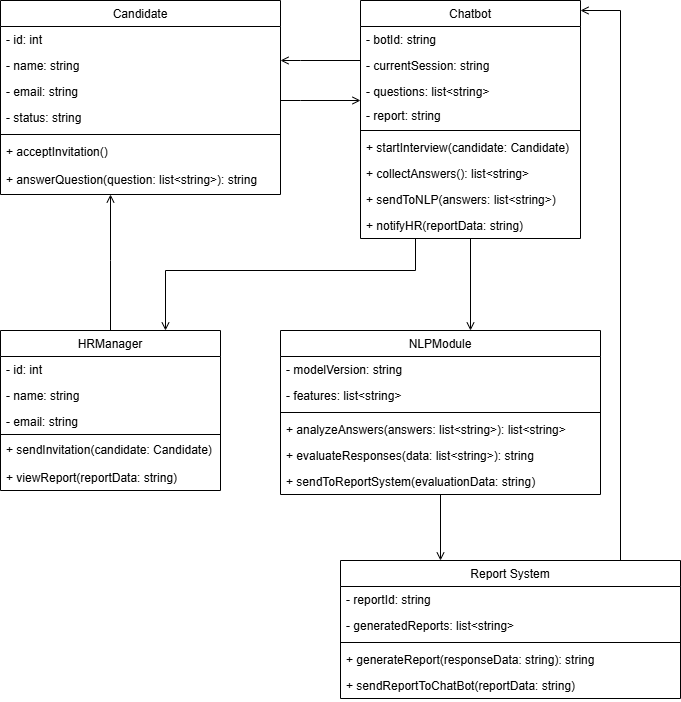 Candidate
- id: int
- name: string
- email: string
- status: string
+ acceptInvitation()
+ answerQuestion(question: list<string>): string
Chatbot
- botId: string
- currentSession: string
- questions: list<string>
- report: string
+ startInterview(candidate: Candidate)
+ collectAnswers(): list<string>
+ sendToNLP(answers: list<string>)
+ notifyHR(reportData: string)
HRManager
- id: int
- name: string
- email: string
+ sendInvitation(candidate: Candidate)
+ viewReport(reportData: string)
NLPModule
- modelVersion: string
- features: list<string>
+ analyzeAnswers(answers: list<string>): list<string>
+ evaluateResponses(data: list<string>): string
+ sendToReportSystem(evaluationData: string)
Report System
- reportId: string
- generatedReports: list<string>
+ generateReport(responseData: string): string
+ sendReportToChatBot(reportData: string)